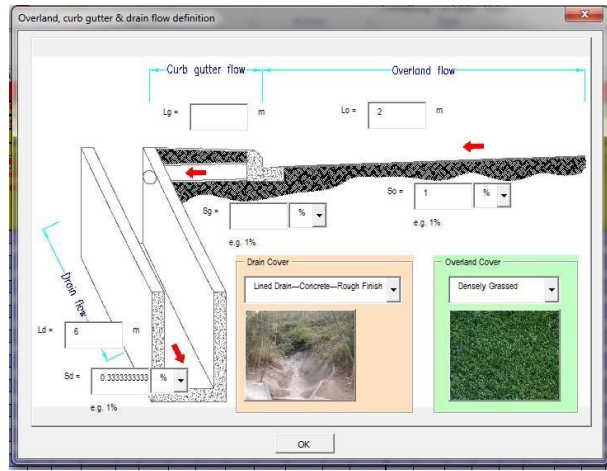 Overland, curb gutter & drain flow definition
Curb gutter flow
Overland flow
Lg = m
Lo = 2 m
So = 1 %
e.g. 1%
Sg = %
e.g. 1%
Drain flow
Ld = 6 m
Sd = 0.3333333333 %
e.g. 1%
Drain Cover
Lined Drain—Concrete—Rough Finish
Overland Cover
Densely Grassed
OK